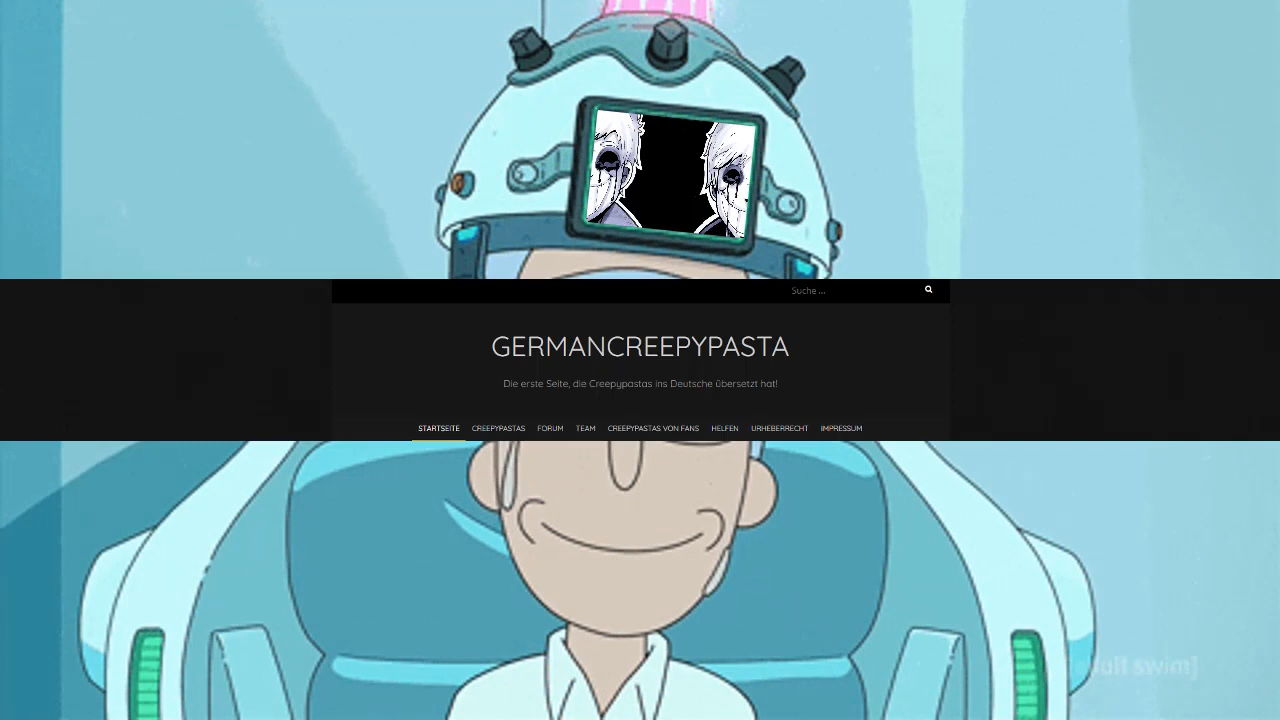 Suche ...
GERMANCREEPYPASTA
Die erste Seite, die Creepypastas ins Deutsche übersetzt hat!
STARTSEITE CREEPYPASTAS FORUM TEAM CREEPYPASTAS VON FANS HELFEN URHEBERRECHT IMPRESSUM
[adult swim]